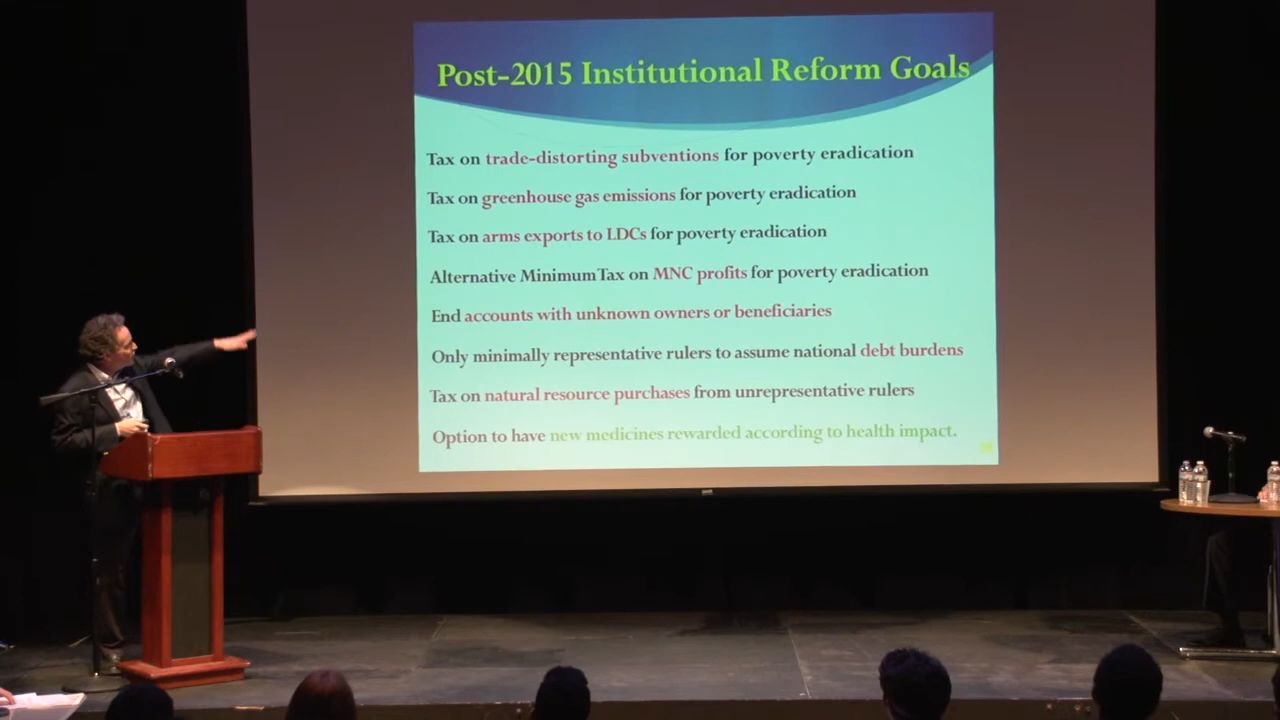 Post-2015 Institutional Reform Goals
Tax on trade-distorting subventions for poverty eradication
Tax on greenhouse gas emissions for poverty eradication
Tax on arms exports to LDCs for poverty eradication
Alternative Minimum Tax on MNC profits for poverty eradication
End accounts with unknown owners or beneficiaries
Only minimally representative rulers to assume national debt burdens
Tax on natural resource purchases from unrepresentative rulers
Option to have new medicines rewarded according to health impact.